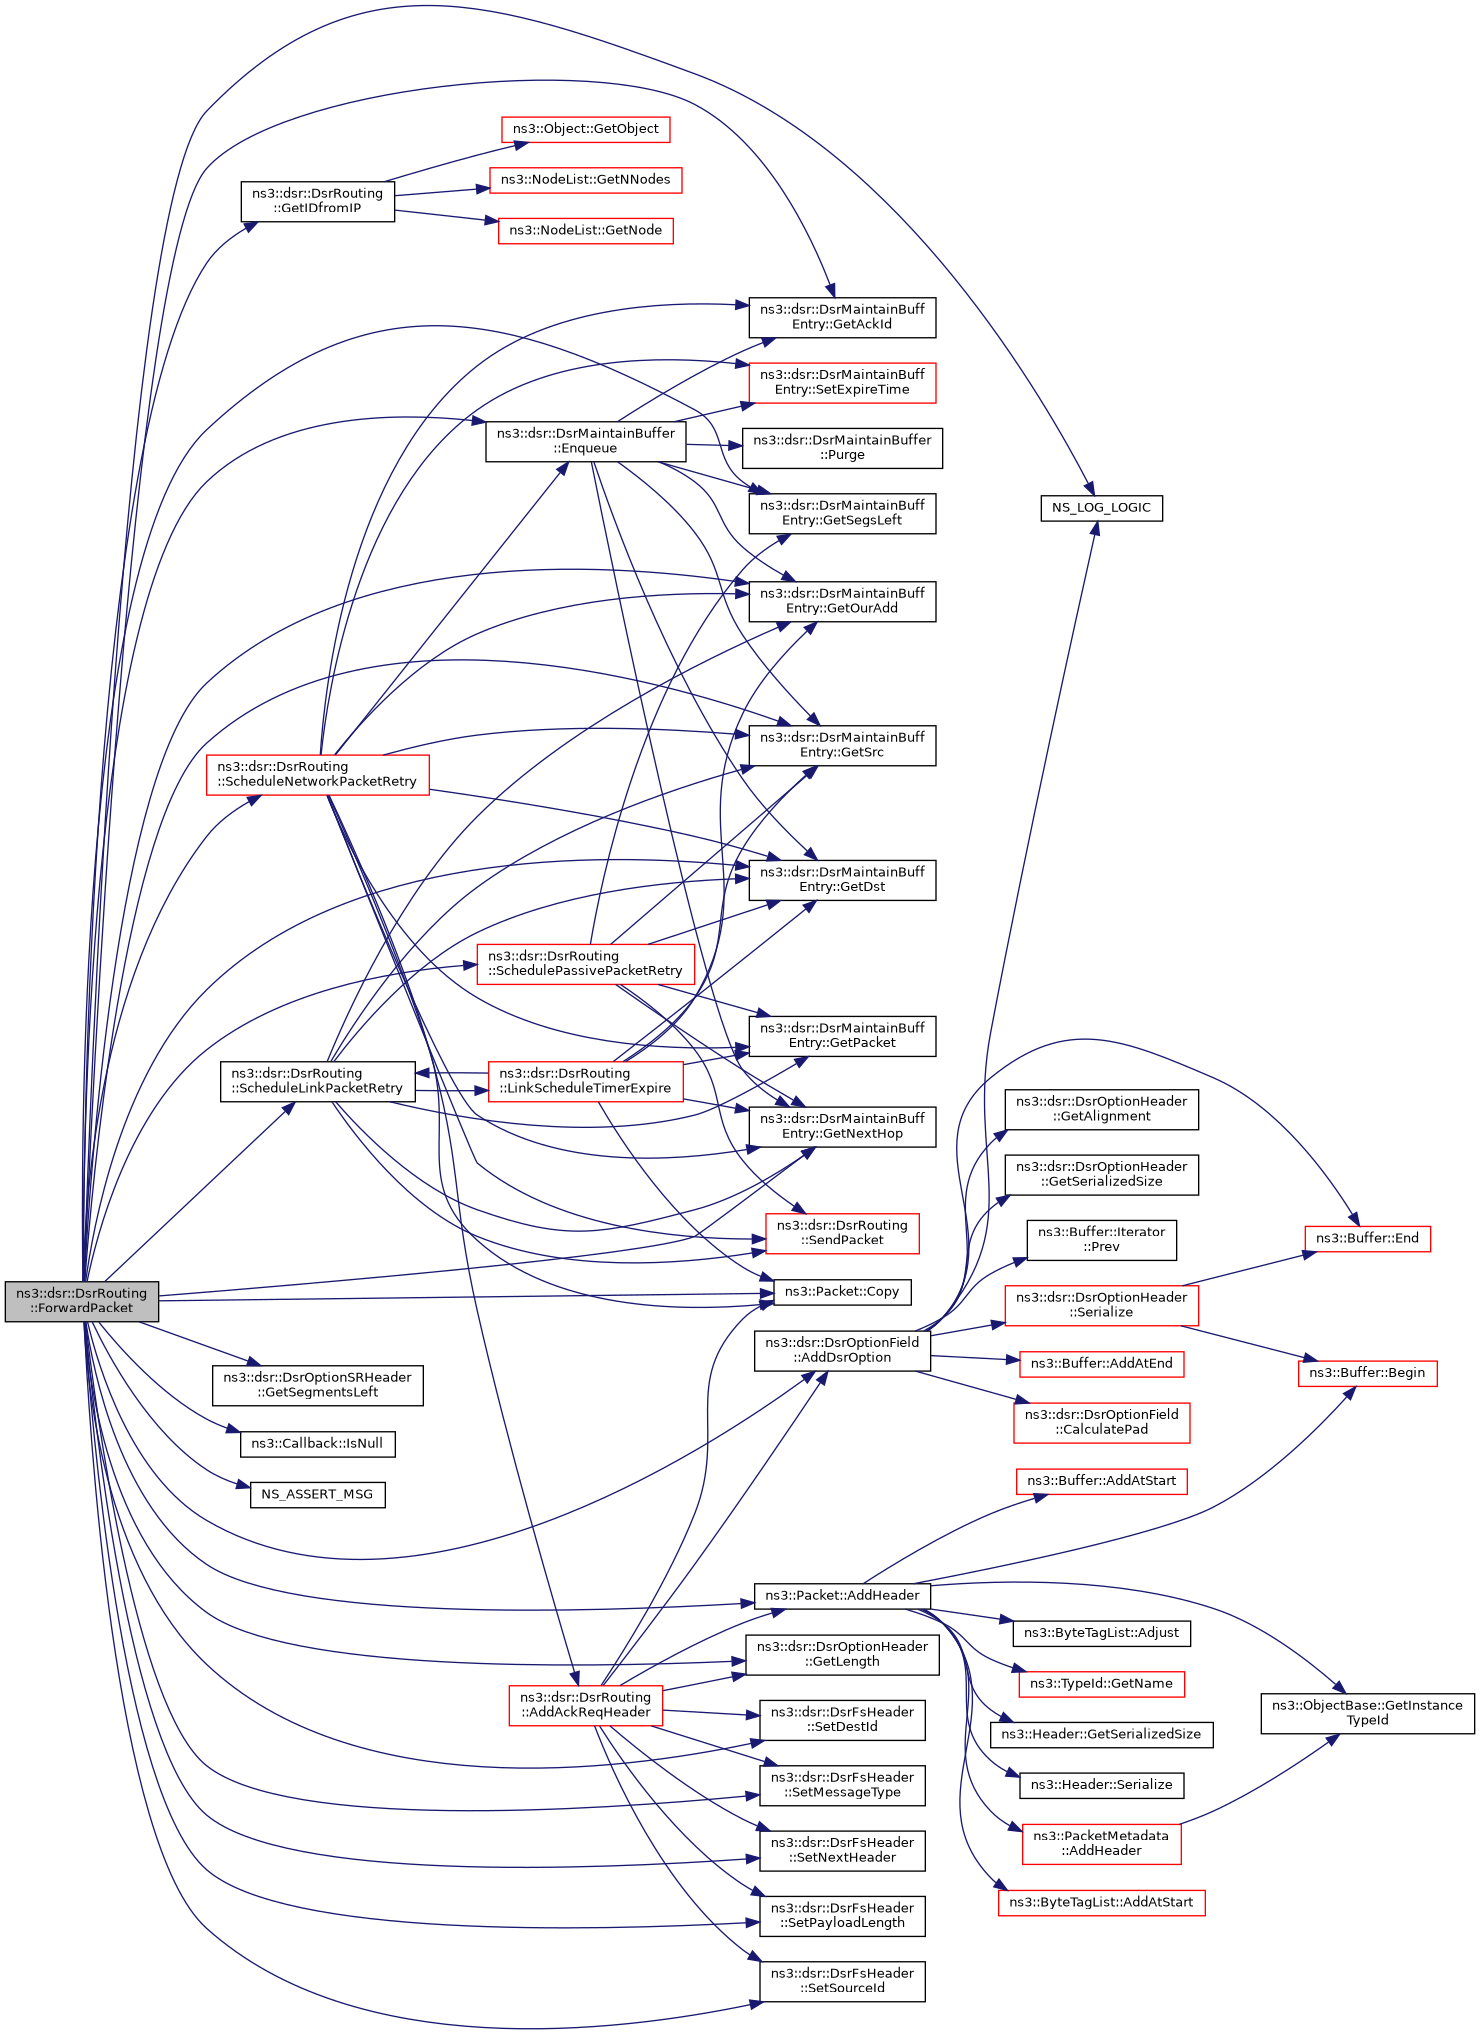 ns3::Object::GetObject
ns3::NodeList::GetNNodes
ns3::dsr::DsrRouting
::GetIDfromIP
ns3::NodeList::GetNode
ns3::dsr::DsrMaintainBuff
Entry::GetAckId
ns3::dsr::DsrMaintainBuff
Entry::SetExpireTime
ns3::dsr::DsrMaintainBuffer
::Enqueue
ns3::dsr::DsrMaintainBuffer
::Purge
ns3::dsr::DsrMaintainBuff
Entry::GetSegsLeft
NS_LOG_LOGIC
ns3::dsr::DsrMaintainBuff
Entry::GetOurAdd
ns3::dsr::DsrMaintainBuff
Entry::GetSrc
ns3::dsr::DsrRouting
::ScheduleNetworkPacketRetry
ns3::dsr::DsrMaintainBuff
Entry::GetDst
ns3::dsr::DsrRouting
::SchedulePassivePacketRetry
ns3::dsr::DsrMaintainBuff
Entry::GetPacket
ns3::dsr::DsrRouting
::ScheduleLinkPacketRetry
ns3::dsr::DsrRouting
::LinkScheduleTimerExpire
ns3::dsr::DsrOptionHeader
::GetAlignment
ns3::dsr::DsrMaintainBuff
Entry::GetNextHop
ns3::dsr::DsrOptionHeader
::GetSerializedSize
ns3::dsr::DsrRouting
::SendPacket
ns3::Buffer::Iterator
::Prev
ns3::Buffer::End
ns3::dsr::DsrRouting
::ForwardPacket
ns3::Packet::Copy
ns3::dsr::DsrOptionHeader
::Serialize
ns3::dsr::DsrOptionField
::AddDsrOption
ns3::Buffer::AddAtEnd
ns3::dsr::DsrOptionSRHeader
::GetSegmentsLeft
ns3::Buffer::Begin
ns3::dsr::DsrOptionField
::CalculatePad
ns3::Callback::IsNull
NS_ASSERT_MSG
ns3::Buffer::AddAtStart
ns3::Packet::AddHeader
ns3::ByteTagList::Adjust
ns3::dsr::DsrOptionHeader
::GetLength
ns3::TypeId::GetName
ns3::dsr::DsrRouting
::AddAckReqHeader
ns3::dsr::DsrFsHeader
::SetDestId
ns3::Header::GetSerializedSize
ns3::ObjectBase::GetInstance
TypeId
ns3::dsr::DsrFsHeader
::SetMessageType
ns3::Header::Serialize
ns3::dsr::DsrFsHeader
::SetNextHeader
ns3::PacketMetadata
::AddHeader
ns3::ByteTagList::AddAtStart
ns3::dsr::DsrFsHeader
::SetPayloadLength
ns3::dsr::DsrFsHeader
::SetSourceId